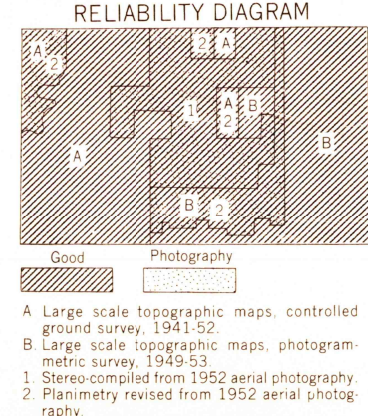 RELIABILITY DIAGRAM
2 A
A
2
A
2
B
1
A
B
B 2
Good Photography
A Large scale topographic maps, controlled
ground survey, 1941-52.
B. Large scale topographic maps, photogram-
metric survey, 1949-53.
1. Stereo-compiled from 1952 aerial photography.
2. Planimetry revised from 1952 aerial photog-
raphy.